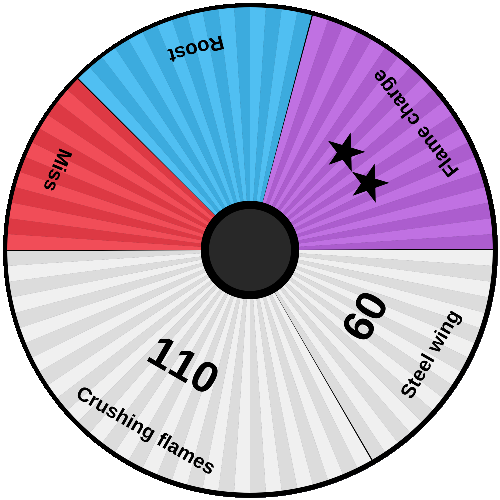 Roost
Flame charge
★★
Miss
60
Steel wing
110
Crushing flames